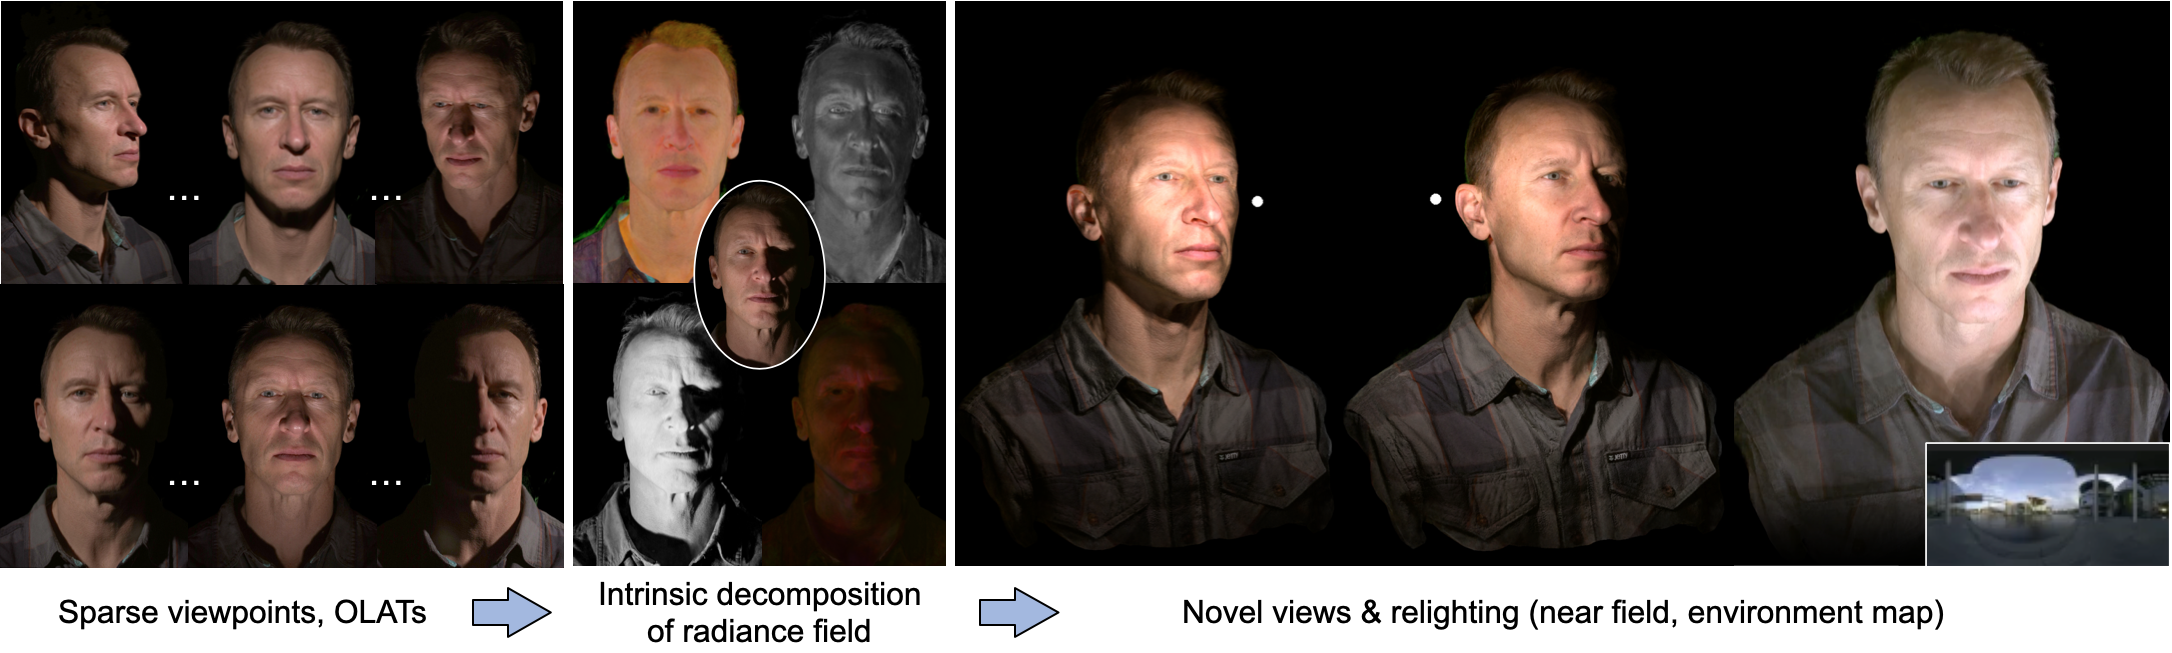 ... ...
... ...
Sparse viewpoints, OLATs
Intrinsic decomposition
of radiance field
Novel views & relighting (near field, environment map)